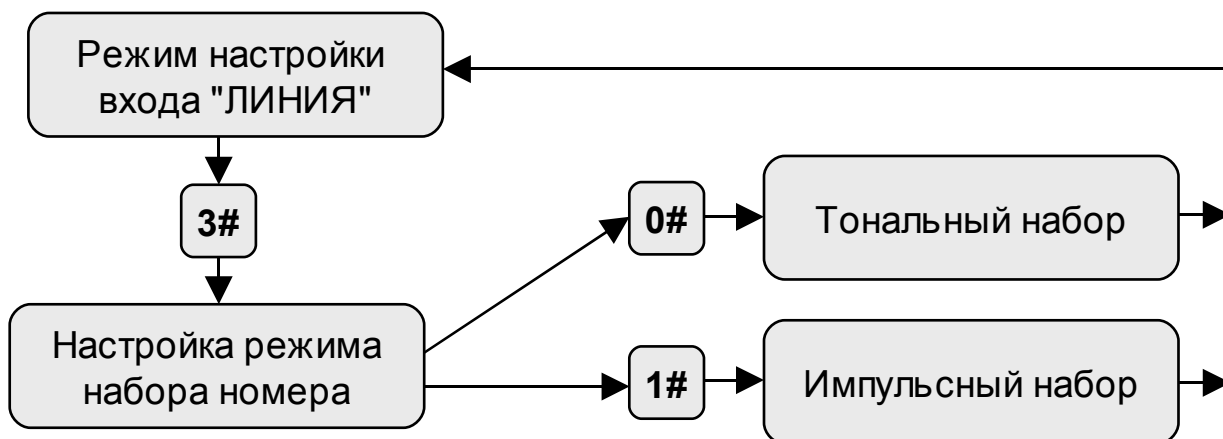 Режим настройки
входа "ЛИНИЯ"
3#
Настройка режима
набора номера
0#
Тональный набор
1#
Импульсный набор